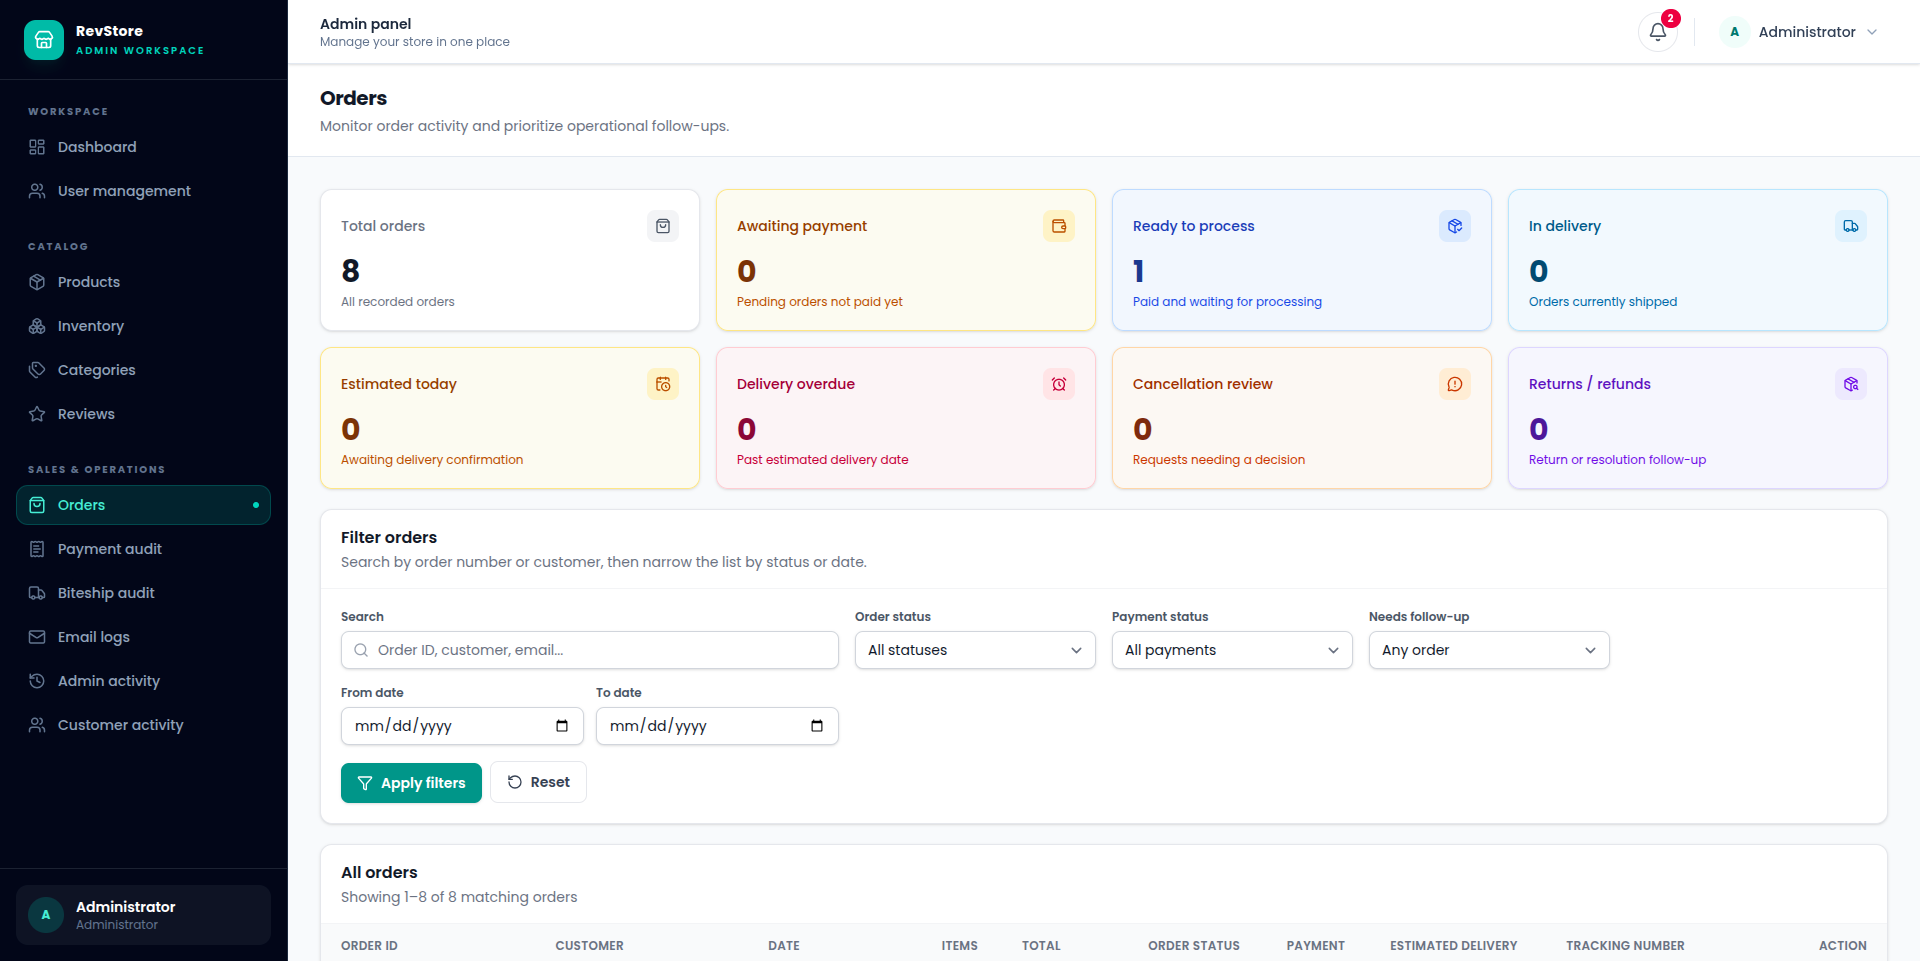 RevStore
ADMIN WORKSPACE
WORKSPACE
Dashboard
User management
CATALOG
Products
Inventory
Categories
Reviews
SALES & OPERATIONS
Orders
Payment audit
Biteship audit
Email logs
Admin activity
Customer activity
A
Administrator
Administrator
Admin panel
Manage your store in one place
2
A
Administrator
Orders
Monitor order activity and prioritize operational follow-ups.
Total orders
8
All recorded orders
Awaiting payment
0
Pending orders not paid yet
Ready to process
1
Paid and waiting for processing
In delivery
0
Orders currently shipped
Estimated today
0
Awaiting delivery confirmation
Delivery overdue
0
Past estimated delivery date
Cancellation review
0
Requests needing a decision
Returns / refunds
0
Return or resolution follow-up
Filter orders
Search by order number or customer, then narrow the list by status or date.
Search
Order ID, customer, email...
Order status
All statuses
Payment status
All payments
Needs follow-up
Any order
From date
mm/dd/yyyy
To date
mm/dd/yyyy
Apply filters
Reset
All orders
Showing 1–8 of 8 matching orders
ORDER ID CUSTOMER DATE ITEMS TOTAL ORDER STATUS PAYMENT ESTIMATED DELIVERY TRACKING NUMBER ACTION